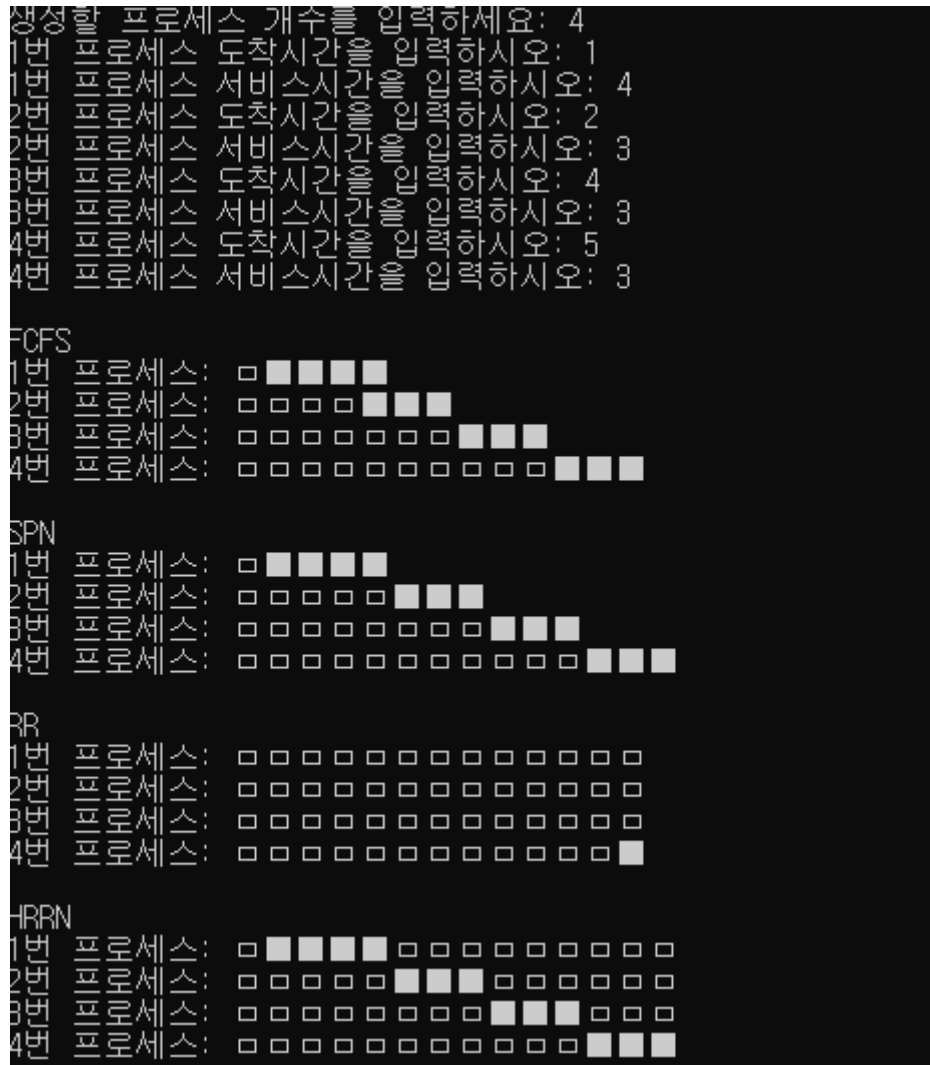 생성할 프로세스 개수를 입력하세요: 4
1번 프로세스 도착시간을 입력하시오: 1
1번 프로세스 서비스시간을 입력하시오: 4
2번 프로세스 도착시간을 입력하시오: 2
2번 프로세스 서비스시간을 입력하시오: 3
3번 프로세스 도착시간을 입력하시오: 4
3번 프로세스 서비스시간을 입력하시오: 3
4번 프로세스 도착시간을 입력하시오: 5
4번 프로세스 서비스시간을 입력하시오: 3
FCFS
1번 프로세스: □■■■■
2번 프로세스: □□□□■■■
3번 프로세스: □□□□□□□■■■
4번 프로세스: □□□□□□□□□□■■■
SPN
1번 프로세스: □■■■■
2번 프로세스: □□□□□■■■
3번 프로세스: □□□□□□□□■■■
4번 프로세스: □□□□□□□□□□□■■■
RR
1번 프로세스: □□□□□□□□□□□□□
2번 프로세스: □□□□□□□□□□□□□
3번 프로세스: □□□□□□□□□□□□□
4번 프로세스: □□□□□□□□□□□□■
HRRN
1번 프로세스: □■■■■□□□□□□□□□
2번 프로세스: □□□□□■■■□□□□□□
3번 프로세스: □□□□□□□□■■■□□□
4번 프로세스: □□□□□□□□□□□■■■